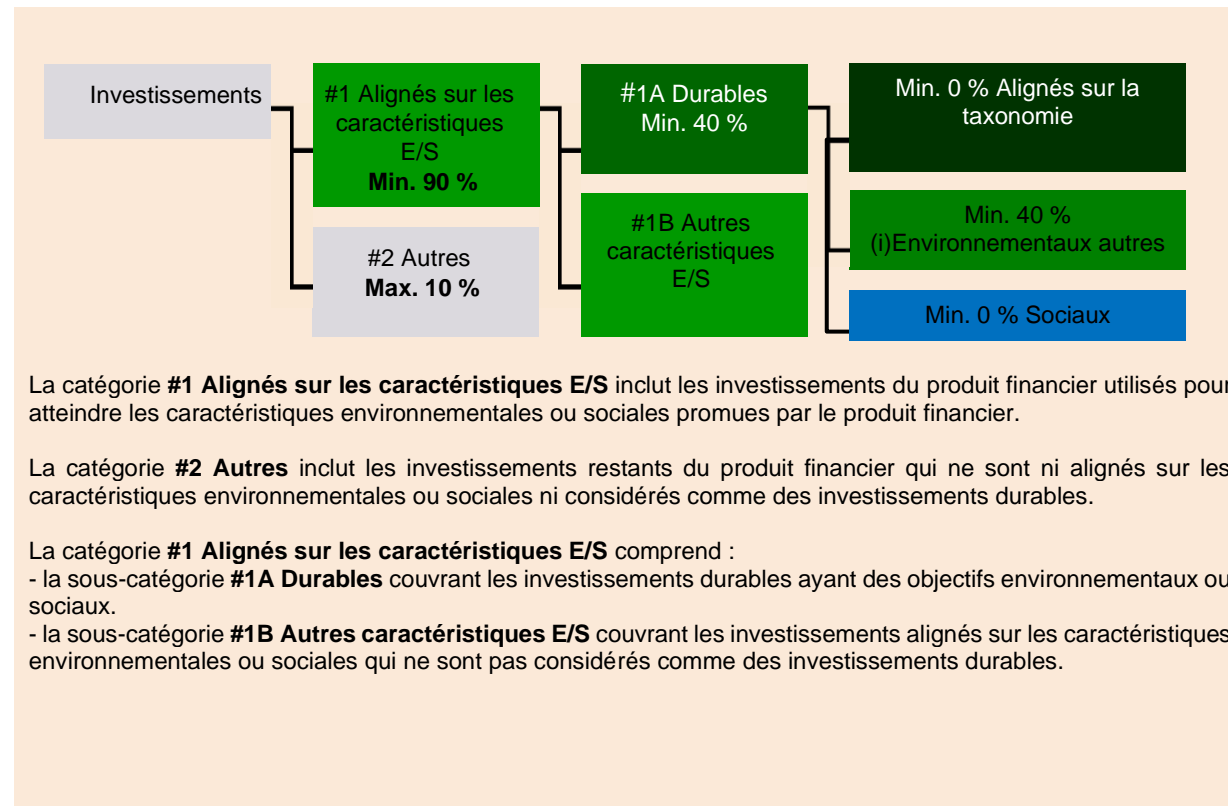 Investissements
#1 Alignés sur les
caractéristiques
E/S
Min. 90 %
#2 Autres
Max. 10 %
#1A Durables
Min. 40 %
#1B Autres
caractéristiques
E/S
Min. 0 % Alignés sur la
taxonomie
Min. 40 %
(i)Environnementaux autres
Min. 0 % Sociaux
La catégorie #1 Alignés sur les caractéristiques E/S inclut les investissements du produit financier utilisés pour
atteindre les caractéristiques environnementales ou sociales promues par le produit financier.
La catégorie #2 Autres inclut les investissements restants du produit financier qui ne sont ni alignés sur les
caractéristiques environnementales ou sociales ni considérés comme des investissements durables.
La catégorie #1 Alignés sur les caractéristiques E/S comprend :
- la sous-catégorie #1A Durables couvrant les investissements durables ayant des objectifs environnementaux ou
sociaux.
- la sous-catégorie #1B Autres caractéristiques E/S couvrant les investissements alignés sur les caractéristiques
environnementales ou sociales qui ne sont pas considérés comme des investissements durables.